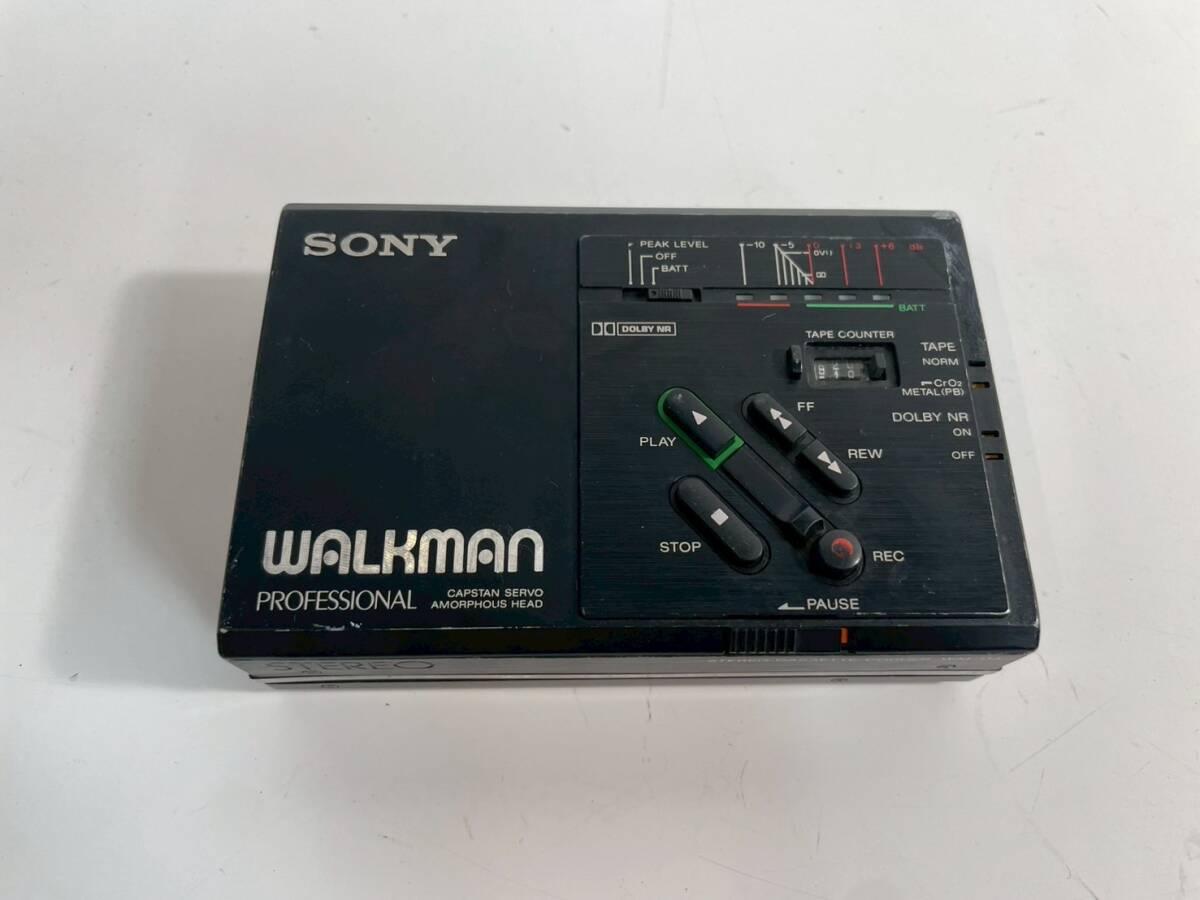 SONY
PEAK LEVEL
OFF
BATT
-10 -5 0 +3 +6 dB
0VU
BATT
DOLBY NR
TAPE COUNTER
TAPE
NORM
CrO₂
METAL(PB)
DOLBY NR
ON
OFF
FF
PLAY
REW
STOP
REC
WALKMAN
PROFESSIONAL
CAPSTAN SERVO
AMORPHOUS HEAD
PAUSE
STEREO